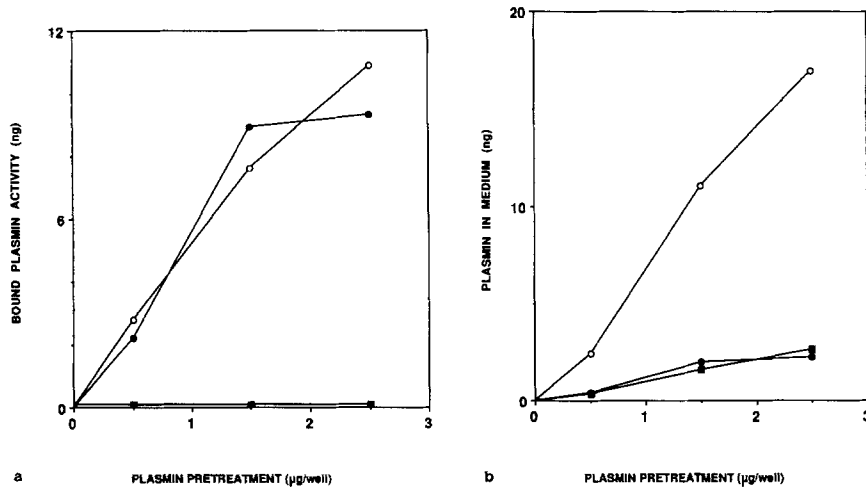 12
6
0
0
1
2
3
BOUND PLASMIN ACTIVITY (ng)
a
PLASMIN PRETREATMENT (µg/well)
20
10
0
0
1
2
3
PLASMIN IN MEDIUM (ng)
b
PLASMIN PRETREATMENT (µg/well)